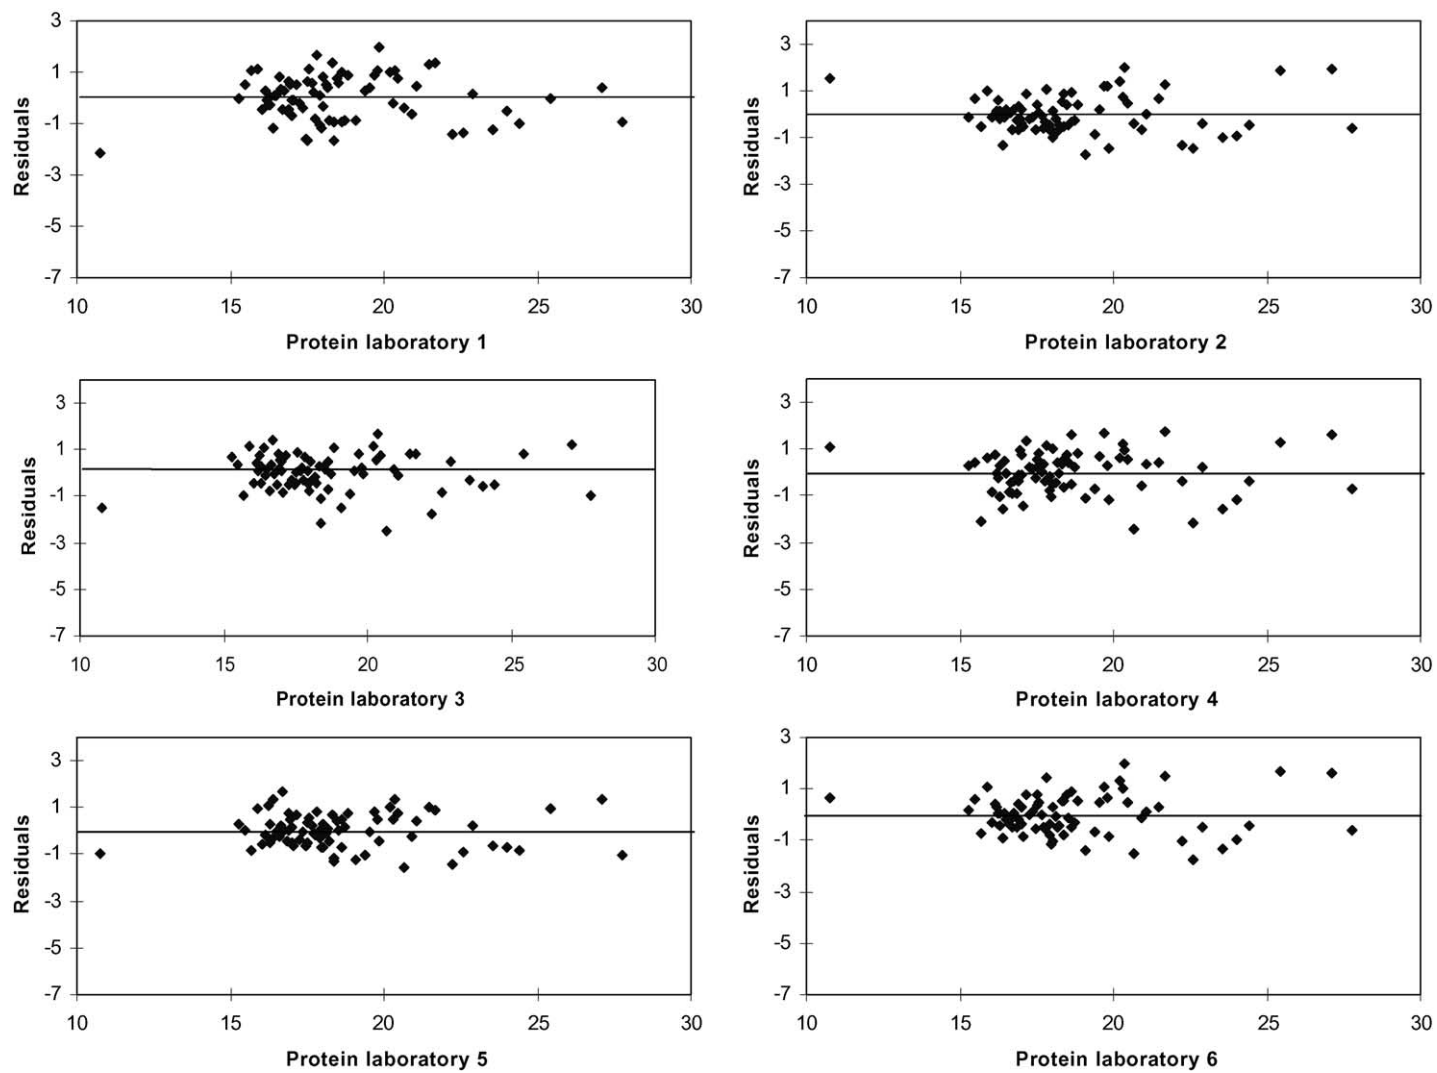 3
1
-1
-3
-5
-7
Residuals
10 15 20 25 30
Protein laboratory 1
3
1
-1
-3
-5
-7
Residuals
10 15 20 25 30
Protein laboratory 2
3
1
-1
-3
-5
-7
Residuals
10 15 20 25 30
Protein laboratory 3
3
1
-1
-3
-5
-7
Residuals
10 15 20 25 30
Protein laboratory 4
3
1
-1
-3
-5
-7
Residuals
10 15 20 25 30
Protein laboratory 5
3
1
-1
-3
-5
-7
Residuals
10 15 20 25 30
Protein laboratory 6